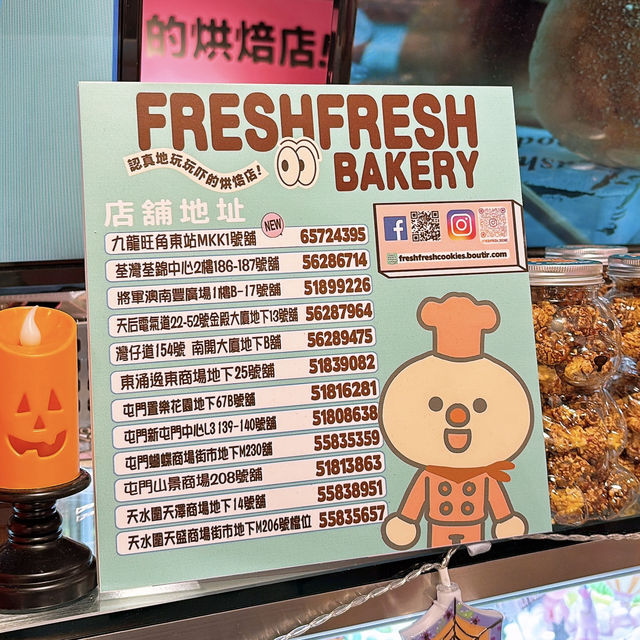 的烘焙店!
FRESHFRESH
BAKERY
認真地玩玩吓的烘焙店!
店舖地址
NEW
九龍旺角東站MKK1號舖 65724395
荃灣荃錦中心2樓186-187號舖 56286714
將軍澳南豐廣場1樓B-17號舖 51899226
天后電氣道22-52號金殿大廈地下13號舖 56287964
灣仔道154號 南開大廈地下B舖 56289475
東涌逸東商場地下25號舖 51839082
屯門置樂花園地下67B號舖 51816281
屯門新屯門中心L3 139-140號舖 51808638
屯門蝴蝶商場街市地下M230舖 55835359
屯門山景商場208號舖 51813863
天水圍天澤商場地下14號舖 55838951
天水圍天盛商場街市地下M206號檔位 55835657
freshfreshcookies.boutir.com